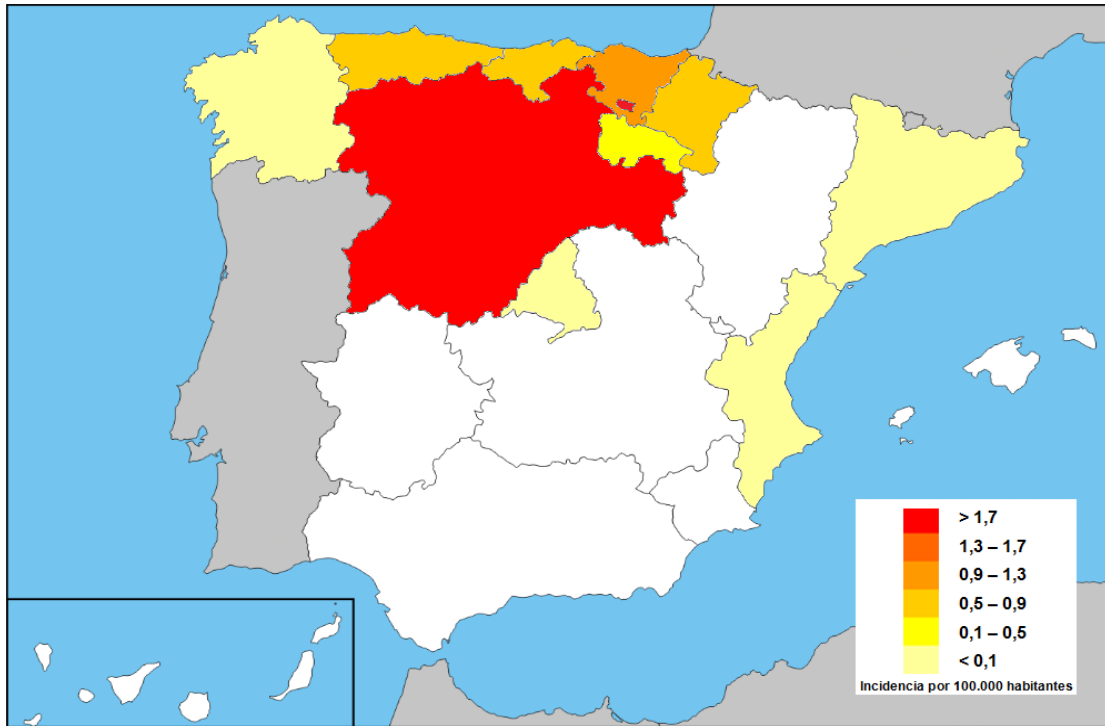 > 1,7
1,3 – 1,7
0,9 – 1,3
0,5 – 0,9
0,1 – 0,5
< 0,1
Incidencia por 100.000 habitantes